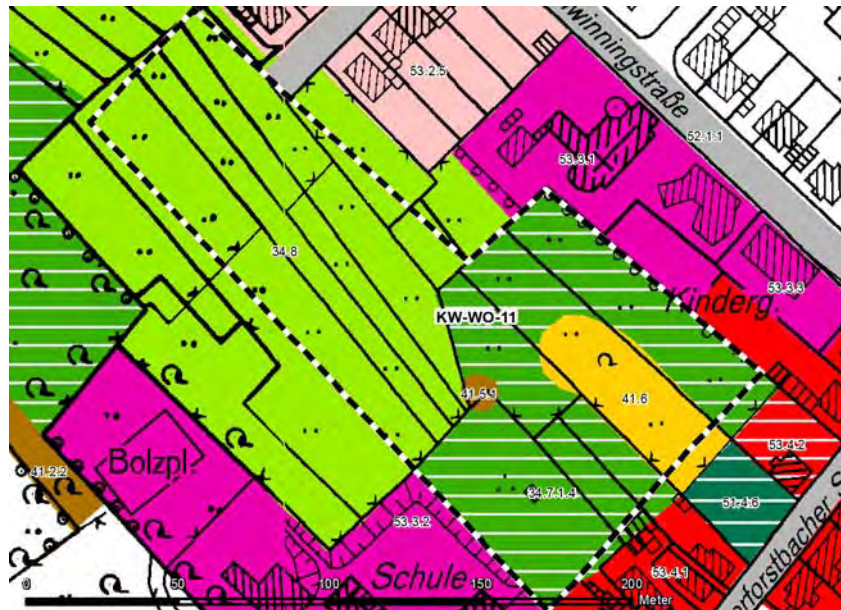 winningstraße
53.2.5
52.1.1
53.3.1
34.8
53.3.3
Kinderg.
KW-WO-11
41.5.1
41.6
53.4.2
Bolzpl.
41.2.2
34.7.1.4
51.4.6
53.3.2
Schule
53.4.1
erforstbacher S
0 50 100 150 200
Meter